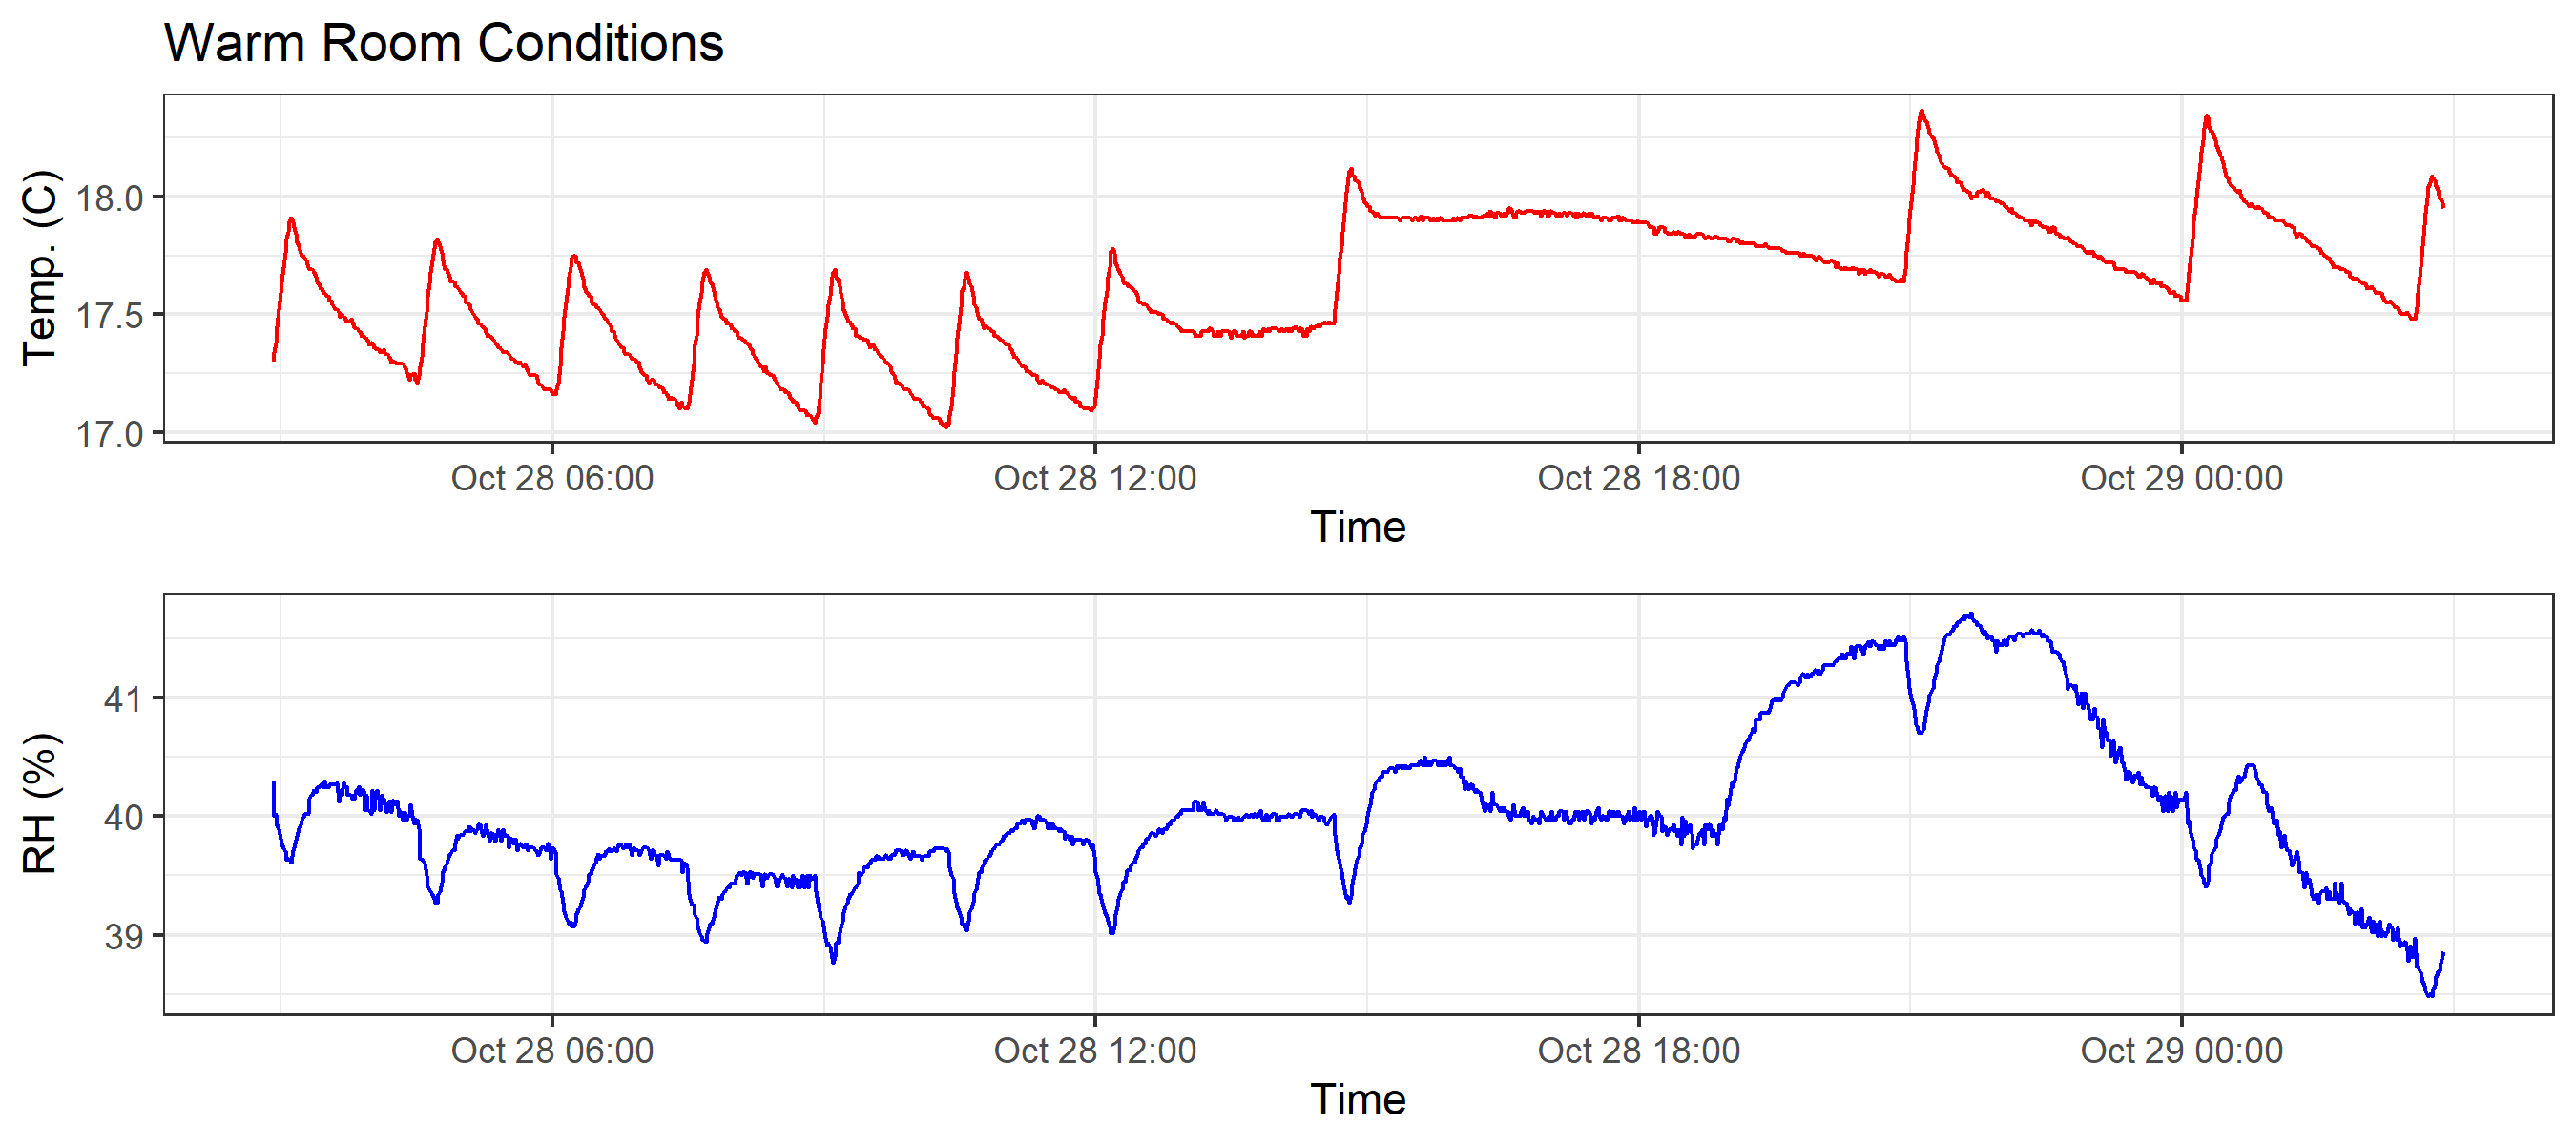 Warm Room Conditions
Temp. (C)
18.0
17.5
17.0
Oct 28 06:00 Oct 28 12:00 Oct 28 18:00 Oct 29 00:00
Time
RH (%)
41
40
39
Oct 28 06:00 Oct 28 12:00 Oct 28 18:00 Oct 29 00:00
Time